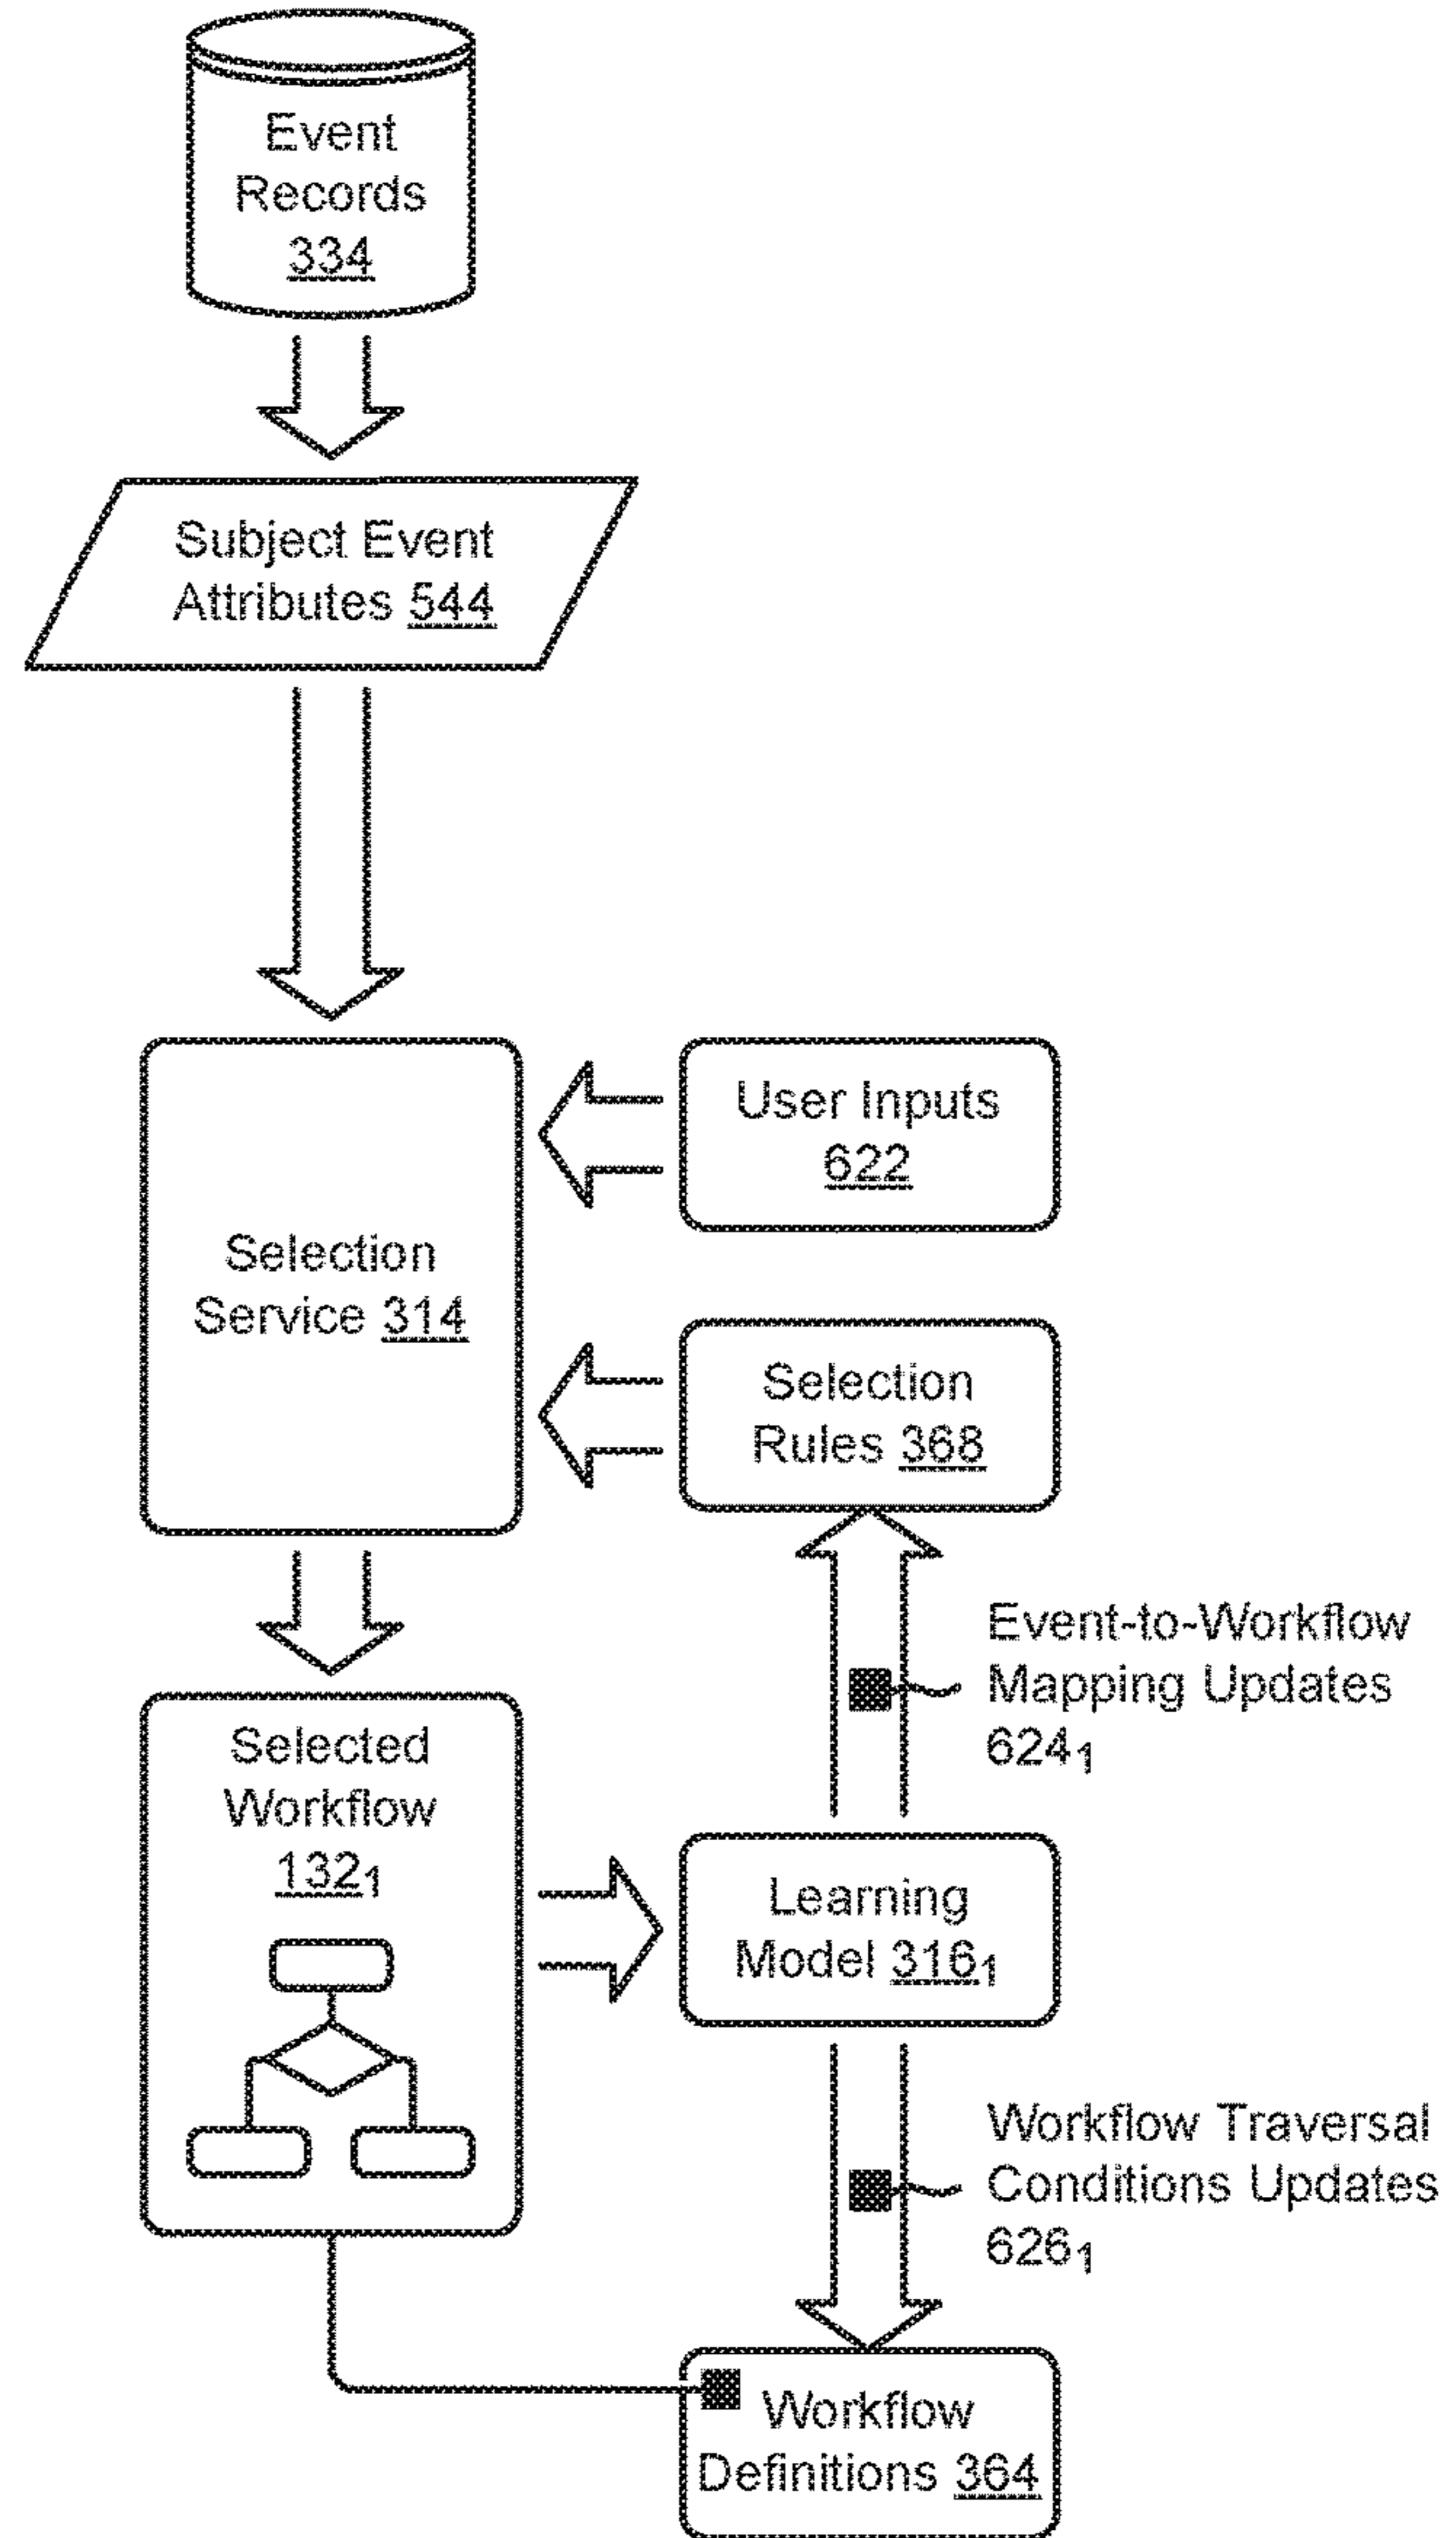 Event
Records
334
Subject Event
Attributes 544
Selection
Service 314
User Inputs
622
Selection
Rules 368
Event-to-Workflow
Mapping Updates
624₁
Selected
Workflow
132₁
Learning
Model 316₁
Workflow Traversal
Conditions Updates
626₁
Workflow
Definitions 364